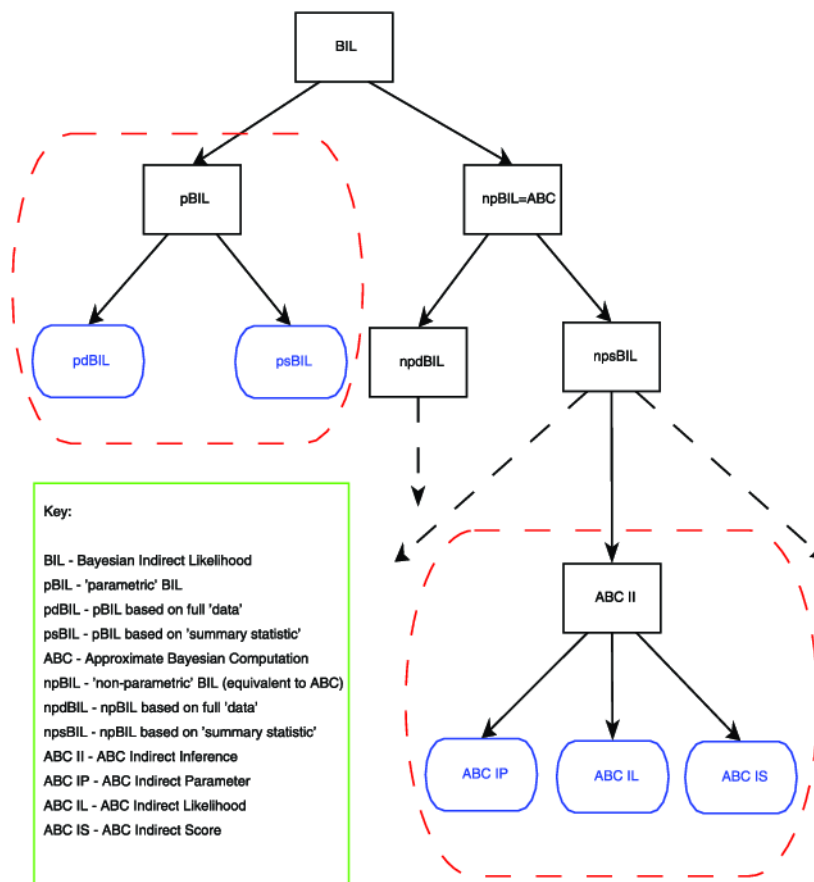 BIL
pBIL
npBIL=ABC
pdBIL
psBIL
npdBIL
npsBIL
Key:
BIL - Bayesian Indirect Likelihood
pBIL - 'parametric' BIL
pdBIL - pBIL based on full 'data'
psBIL - pBIL based on 'summary statistic'
ABC - Approximate Bayesian Computation
npBIL - 'non-parametric' BIL (equivalent to ABC)
npdBIL - npBIL based on full 'data'
npsBIL - npBIL based on 'summary statistic'
ABC II - ABC Indirect Inference
ABC IP - ABC Indirect Parameter
ABC IL - ABC Indirect Likelihood
ABC IS - ABC Indirect Score
ABC II
ABC IP
ABC IL
ABC IS